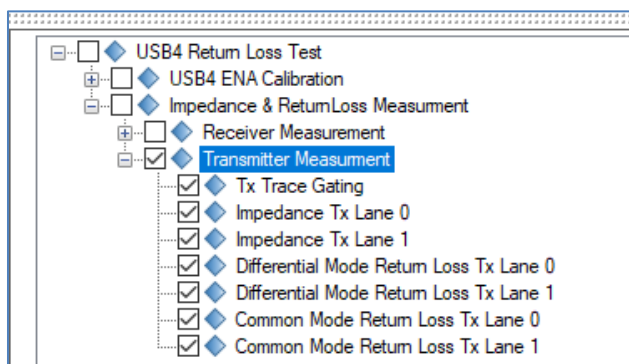 USB4 Return Loss Test
USB4 ENA Calibration
Impedance & ReturnLoss Measurment
Receiver Measurement
Transmitter Measurment
Tx Trace Gating
Impedance Tx Lane 0
Impedance Tx Lane 1
Differential Mode Return Loss Tx Lane 0
Differential Mode Return Loss Tx Lane 1
Common Mode Return Loss Tx Lane 0
Common Mode Return Loss Tx Lane 1